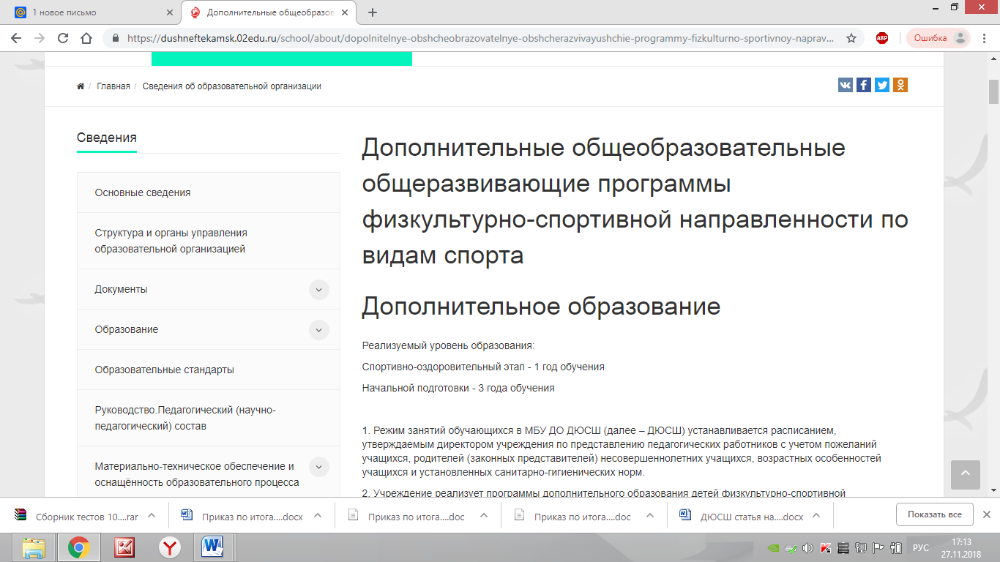 1 новое письмо
Дополнительные общеобразов
https://dushneftekamsk.02edu.ru/school/about/dopolnitelnye-obshcheobrazovatelnye-obshcherazvivayushchie-programmy-fizkulturno-sportivnoy-naprav...
ABP
Ошибка
/ Главная / Сведения об образовательной организации
Сведения
Основные сведения
Структура и органы управления
образовательной организацией
Документы
Образование
Образовательные стандарты
Руководство.Педагогический (научно-
педагогический) состав
Материально-техническое обеспечение и
оснащённость образовательного процесса
Дополнительные общеобразовательные
общеразвивающие программы
физкультурно-спортивной направленности по
видам спорта
Дополнительное образование
Реализуемый уровень образования:
Спортивно-оздоровительный этап - 1 год обучения
Начальной подготовки - 3 года обучения
1. Режим занятий обучающихся в МБУ ДО ДЮСШ (далее – ДЮСШ) устанавливается расписанием,
утверждаемым директором учреждения по представлению педагогических работников с учетом пожеланий
учащихся, родителей (законных представителей) несовершеннолетних учащихся, возрастных особенностей
учащихся и установленных санитарно-гигиенических норм.
2. Учреждение реализует программы дополнительного образования детей физкультурно-спортивной
Сборник тестов 10....rar
Приказ по итога....docx
Приказ по итога....doc
Приказ по итога....doc
ДЮСШ статья на....docx
Показать все
РУС
17:13
27.11.2018